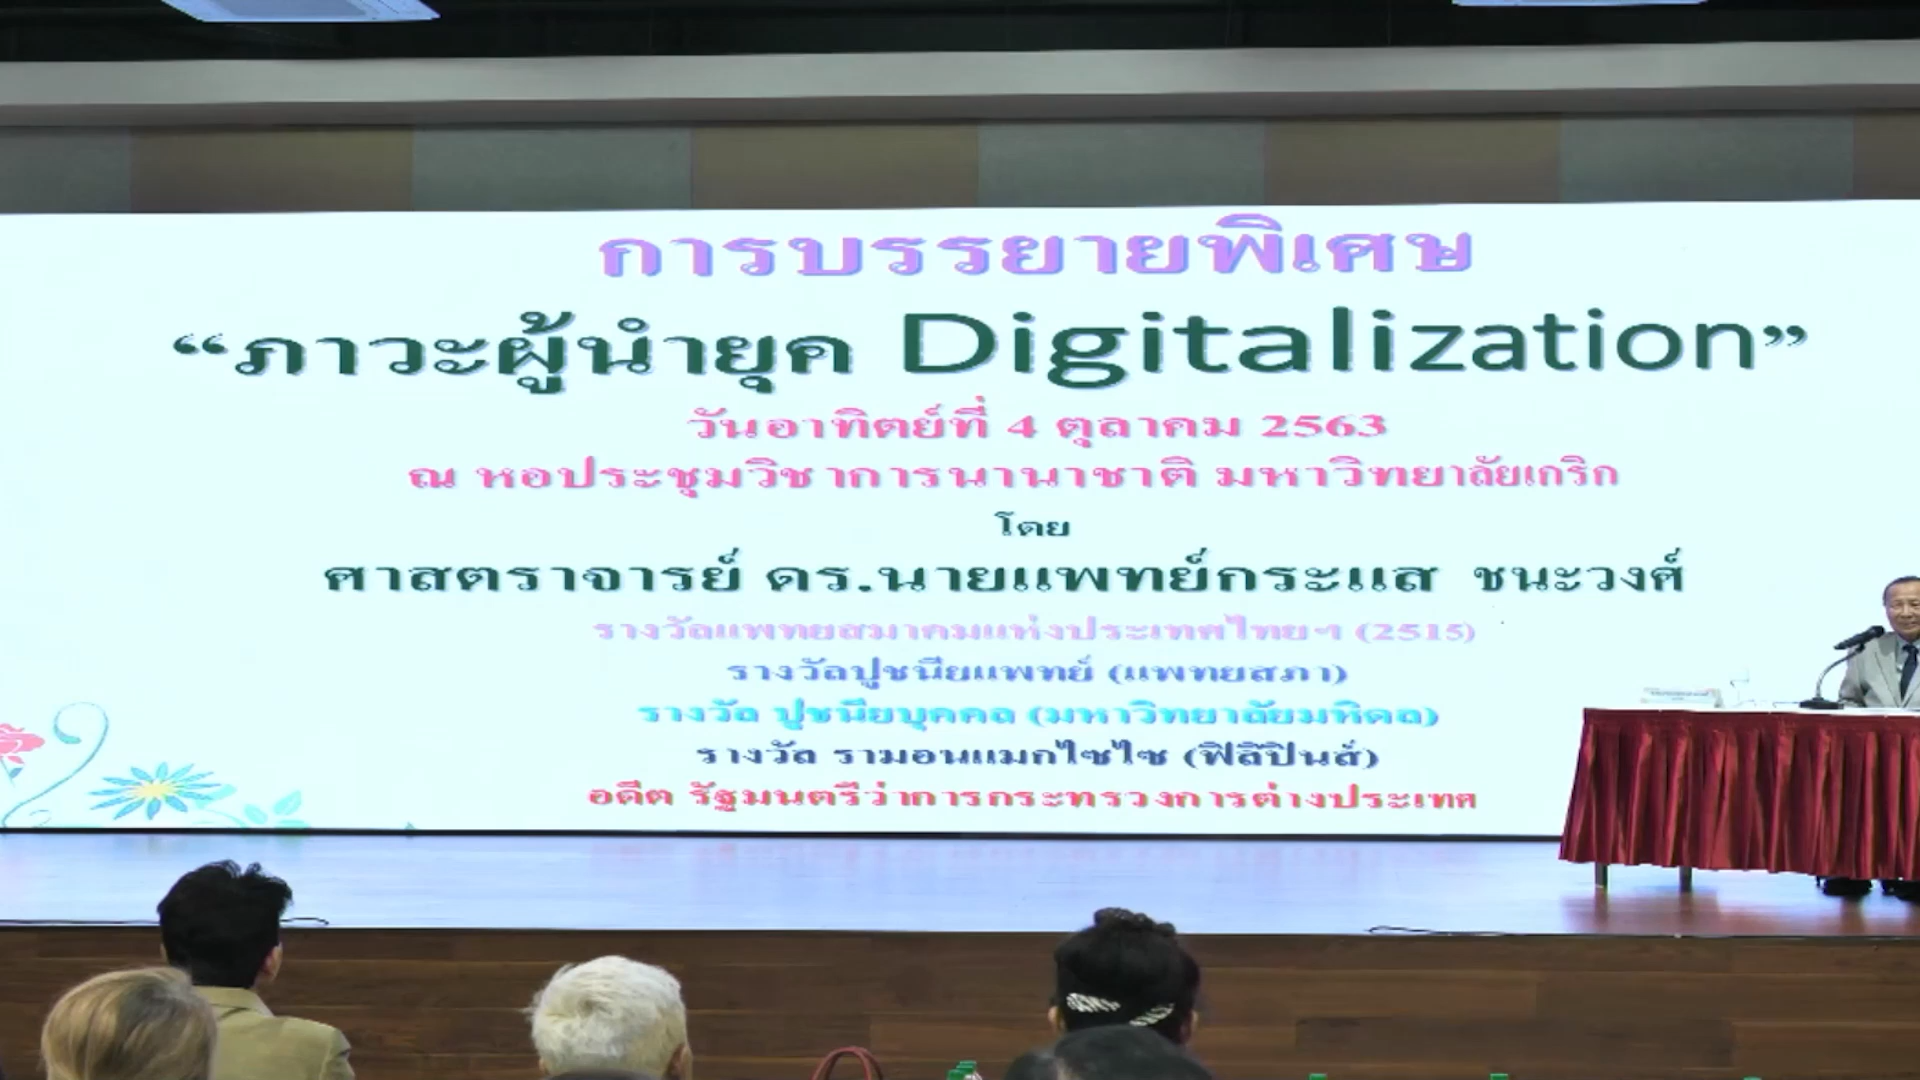 การบรรยายพิเศษ
“ภาวะผู้นำยุค Digitalization”
วันอาทิตย์ที่ 4 ตุลาคม 2563
ณ หอประชุมวิชาการนานาชาติ มหาวิทยาลัยเกริก
โดย
ศาสตราจารย์ ดร.นายแพทย์กระแส ชนะวงศ์
รางวัลแพทยสมาคมแห่งประเทศไทยฯ (2515)
รางวัลปูชนียแพทย์ (แพทยสภา)
รางวัล ปูชนียบุคคล (มหาวิทยาลัยมหิดล)
รางวัล รามอนแมกไซไซ (ฟิลิปินส์)
อดีต รัฐมนตรีว่าการกระทรวงการต่างประเทศ